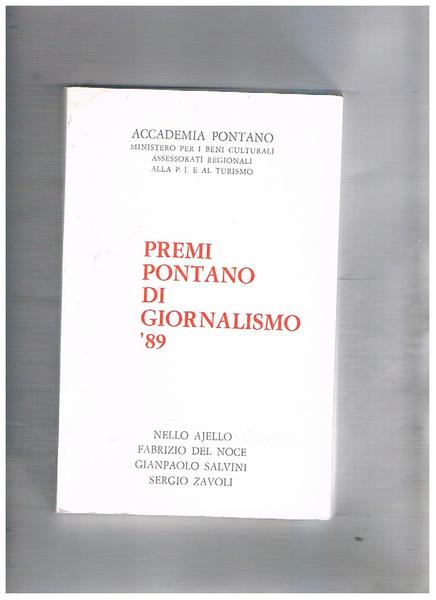 ACCADEMIA PONTANO
MINISTERO PER I BENI CULTURALI
ASSESSORATI REGIONALI
ALLA P. I. E AL TURISMO
PREMI
PONTANO
DI
GIORNALISMO
'89
NELLO AJELLO
FABRIZIO DEL NOCE
GIANPAOLO SALVINI
SERGIO ZAVOLI